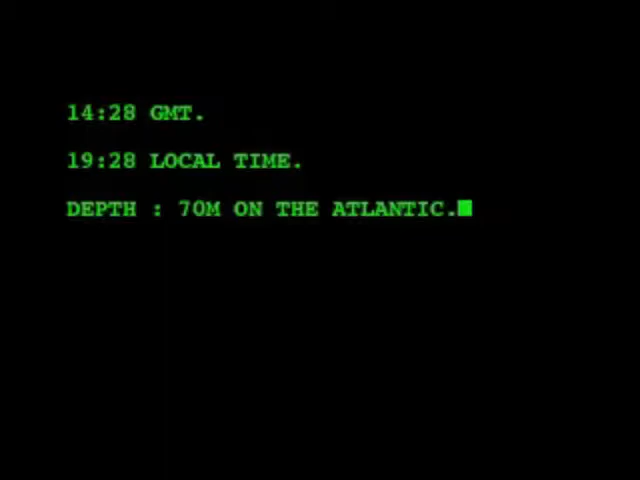 14:28 GMT.
19:28 LOCAL TIME.
DEPTH : 70M ON THE ATLANTIC.